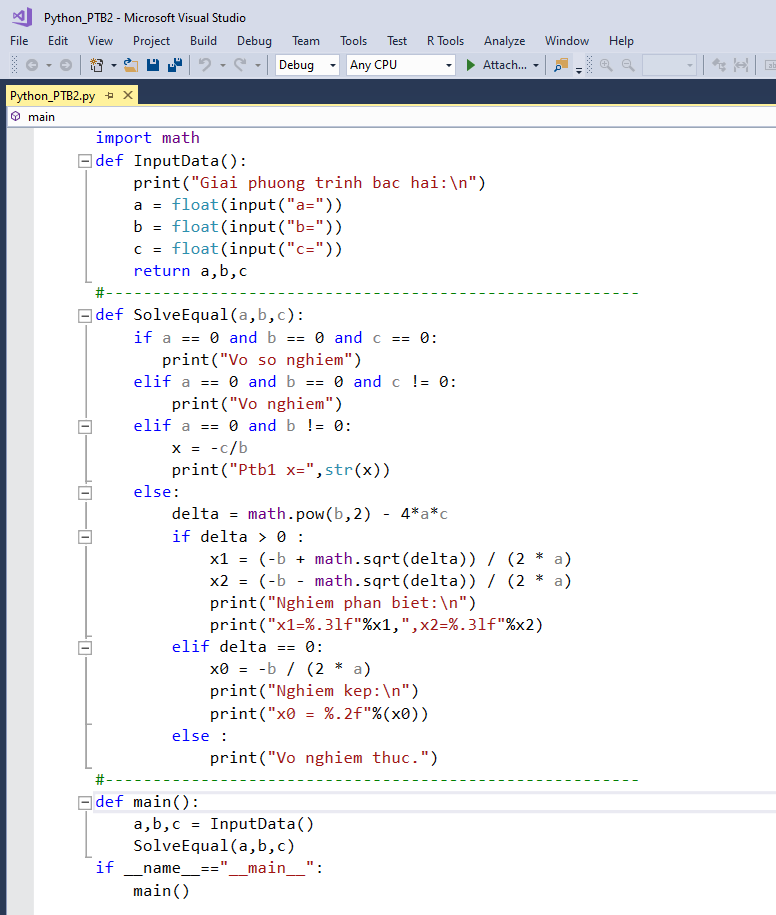 Python_PTB2 - Microsoft Visual Studio
File Edit View Project Build Debug Team Tools Test R Tools Analyze Window Help
Debug Any CPU Attach...
Python_PTB2.py
main
import math
def InputData():
    print("Giai phuong trinh bac hai:\n")
    a = float(input("a="))
    b = float(input("b="))
    c = float(input("c="))
    return a,b,c
#--------------------------------------------------------
def SolveEqual(a,b,c):
    if a == 0 and b == 0 and c == 0:
       print("Vo so nghiem")
    elif a == 0 and b == 0 and c != 0:
        print("Vo nghiem")
    elif a == 0 and b != 0:
        x = -c/b
        print("Ptb1 x=",str(x))
    else:
        delta = math.pow(b,2) - 4*a*c
        if delta > 0 :
            x1 = (-b + math.sqrt(delta)) / (2 * a)
            x2 = (-b - math.sqrt(delta)) / (2 * a)
            print("Nghiem phan biet:\n")
            print("x1=%.3lf"%x1,",x2=%.3lf"%x2)
        elif delta == 0:
            x0 = -b / (2 * a)
            print("Nghiem kep:\n")
            print("x0 = %.2f"%(x0))
        else :
            print("Vo nghiem thuc.")
#--------------------------------------------------------
def main():
    a,b,c = InputData()
    SolveEqual(a,b,c)
if __name__=="__main__":
    main()